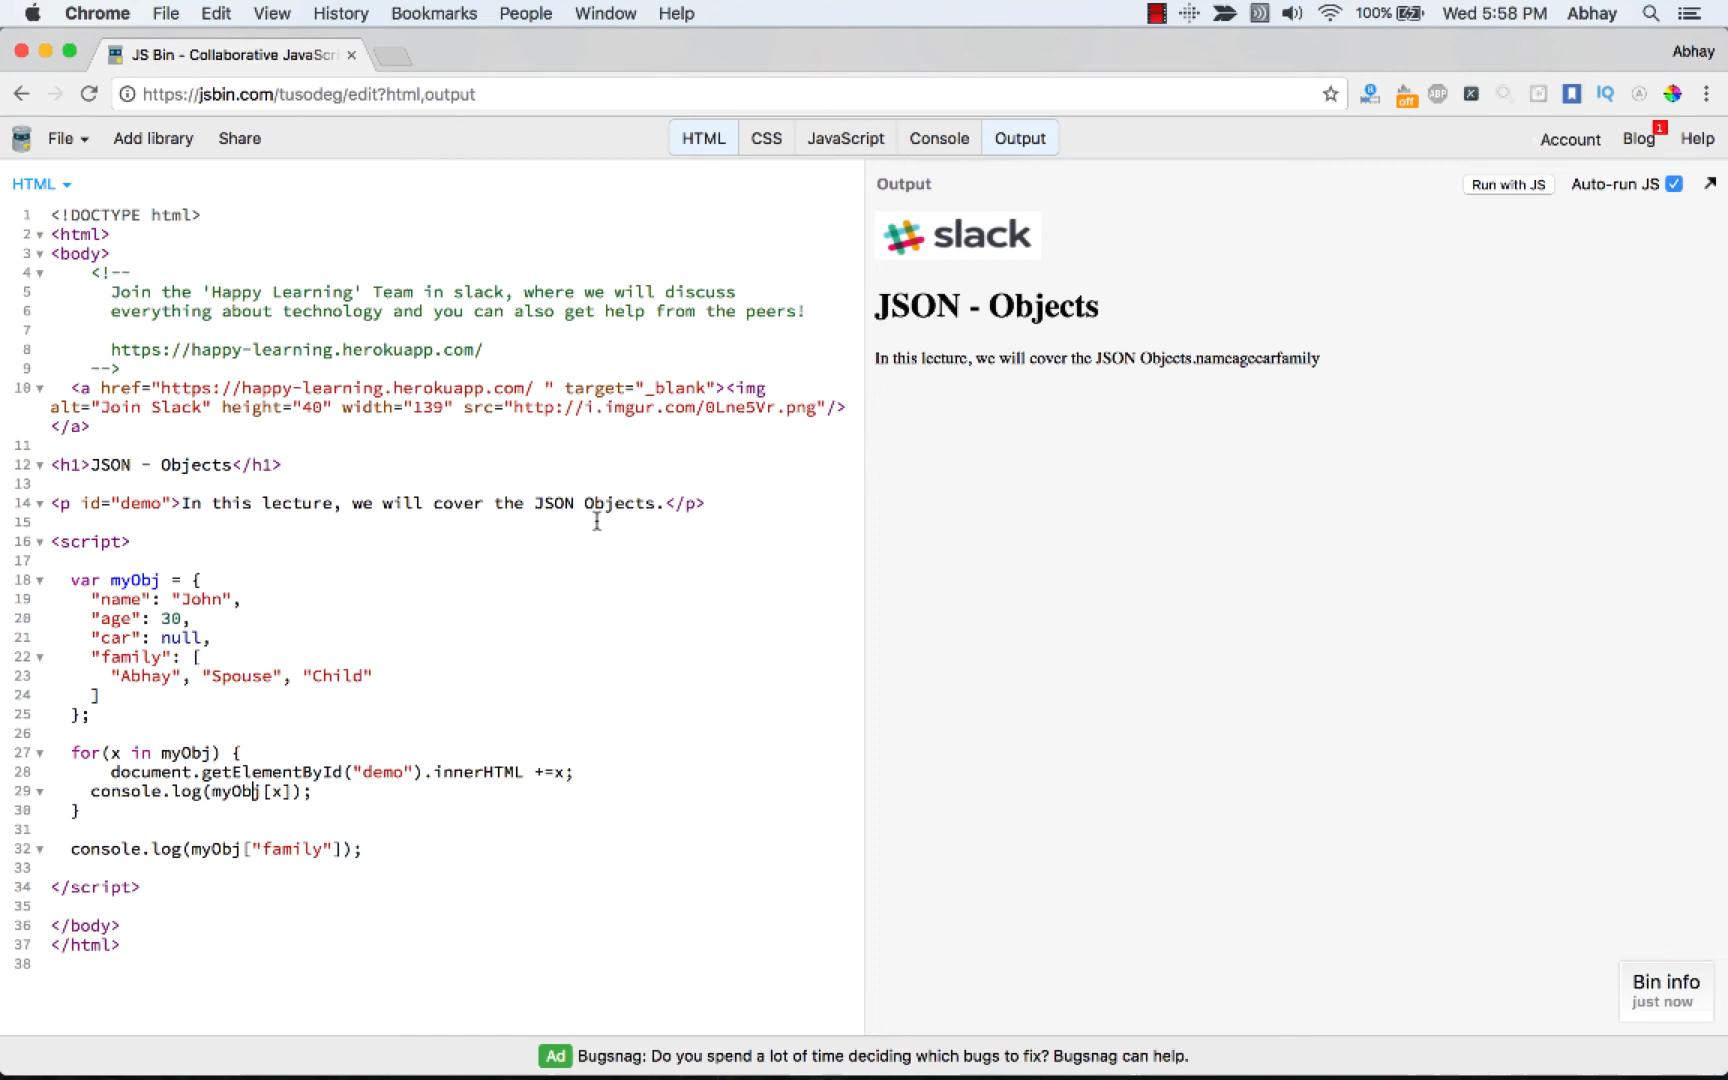 Chrome File Edit View History Bookmarks People Window Help 100% Wed 5:58 PM Abhay
JS Bin - Collaborative JavaScri × Abhay
https://jsbin.com/tusodeg/edit?html,output off ABP IQ
File Add library Share HTML CSS JavaScript Console Output Account Blog 1 Help
HTML
1 <!DOCTYPE html>
2 <html>
3 <body>
4 <!--
5 Join the 'Happy Learning' Team in slack, where we will discuss
6 everything about technology and you can also get help from the peers!
7
8 https://happy-learning.herokuapp.com/
9 -->
10 <a href="https://happy-learning.herokuapp.com/ " target="_blank"><img
alt="Join Slack" height="40" width="139" src="http://i.imgur.com/0Lne5Vr.png"/>
</a>
11
12 <h1>JSON - Objects</h1>
13
14 <p id="demo">In this lecture, we will cover the JSON Objects.</p>
15
16 <script>
17
18 var myObj = {
19 "name": "John",
20 "age": 30,
21 "car": null,
22 "family": [
23 "Abhay", "Spouse", "Child"
24 ]
25 };
26
27 for(x in myObj) {
28 document.getElementById("demo").innerHTML +=x;
29 console.log(myObj[x]);
30 }
31
32 console.log(myObj["family"]);
33
34 </script>
35
36 </body>
37 </html>
38
Output Run with JS Auto-run JS
slack
JSON - Objects
In this lecture, we will cover the JSON Objects.nameagecarfamily
Bin info
just now
Ad Bugsnag: Do you spend a lot of time deciding which bugs to fix? Bugsnag can help.